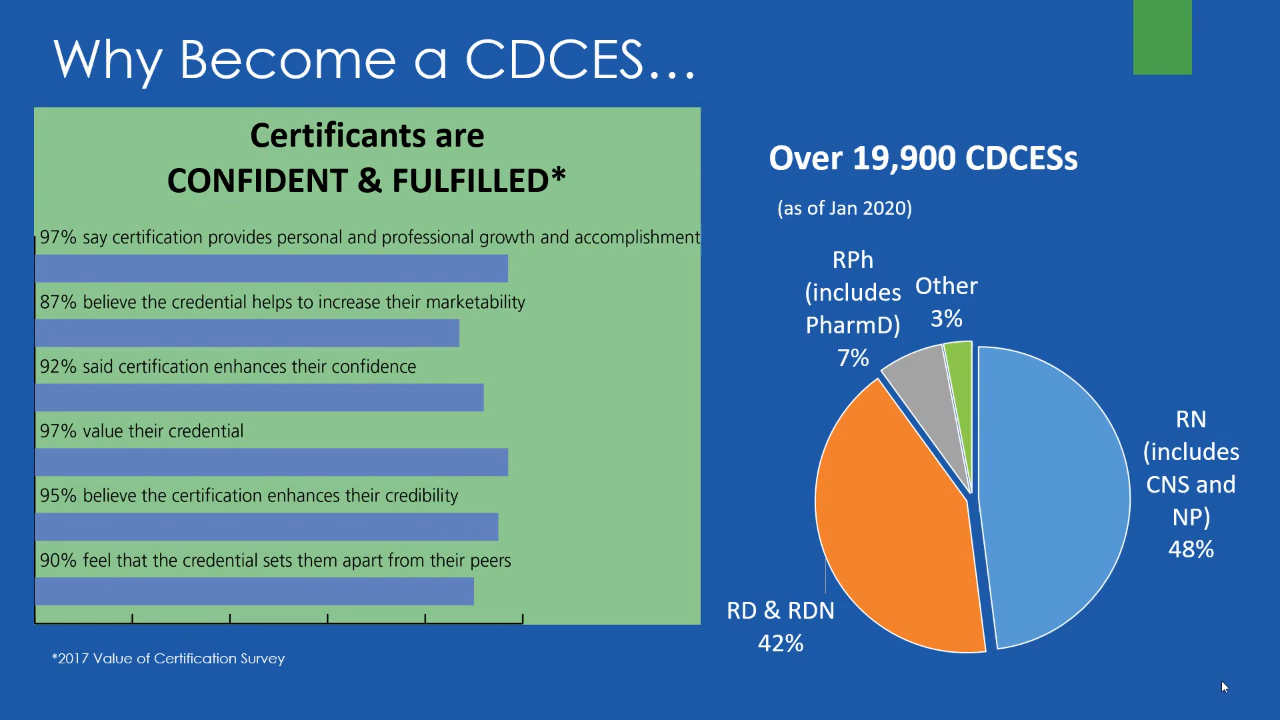 Why Become a CDCES...
Certificants are
CONFIDENT & FULFILLED*
97% say certification provides personal and professional growth and accomplishment
87% believe the credential helps to increase their marketability
92% said certification enhances their confidence
97% value their credential
95% believe the certification enhances their credibility
90% feel that the credential sets them apart from their peers
*2017 Value of Certification Survey
Over 19,900 CDCESs
(as of Jan 2020)
RPh
(includes
PharmD)
7%
Other
3%
RN
(includes
CNS and
NP)
48%
RD & RDN
42%